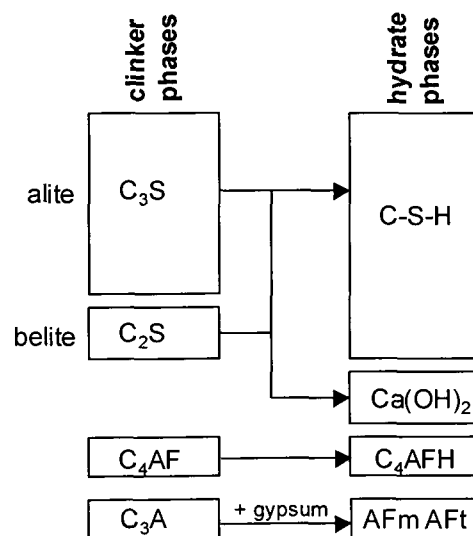 clinker
phases
hydrate
phases
alite
C₃S
C-S-H
belite
C₂S
Ca(OH)₂
C₄AF
C₄AFH
C₃A
+ gypsum
AFm AFt